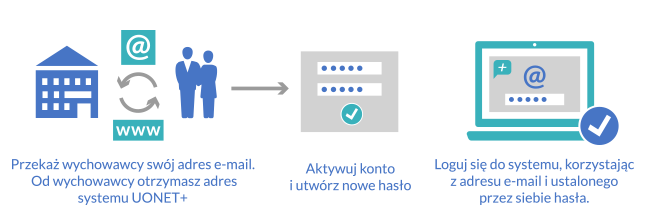 @
www
Przekaż wychowawcy swój adres e-mail.
Od wychowawcy otrzymasz adres
systemu UONET+
Aktywuj konto
i utwórz nowe hasło
@
Loguj się do systemu, korzystając
z adresu e-mail i ustalonego
przez siebie hasła.